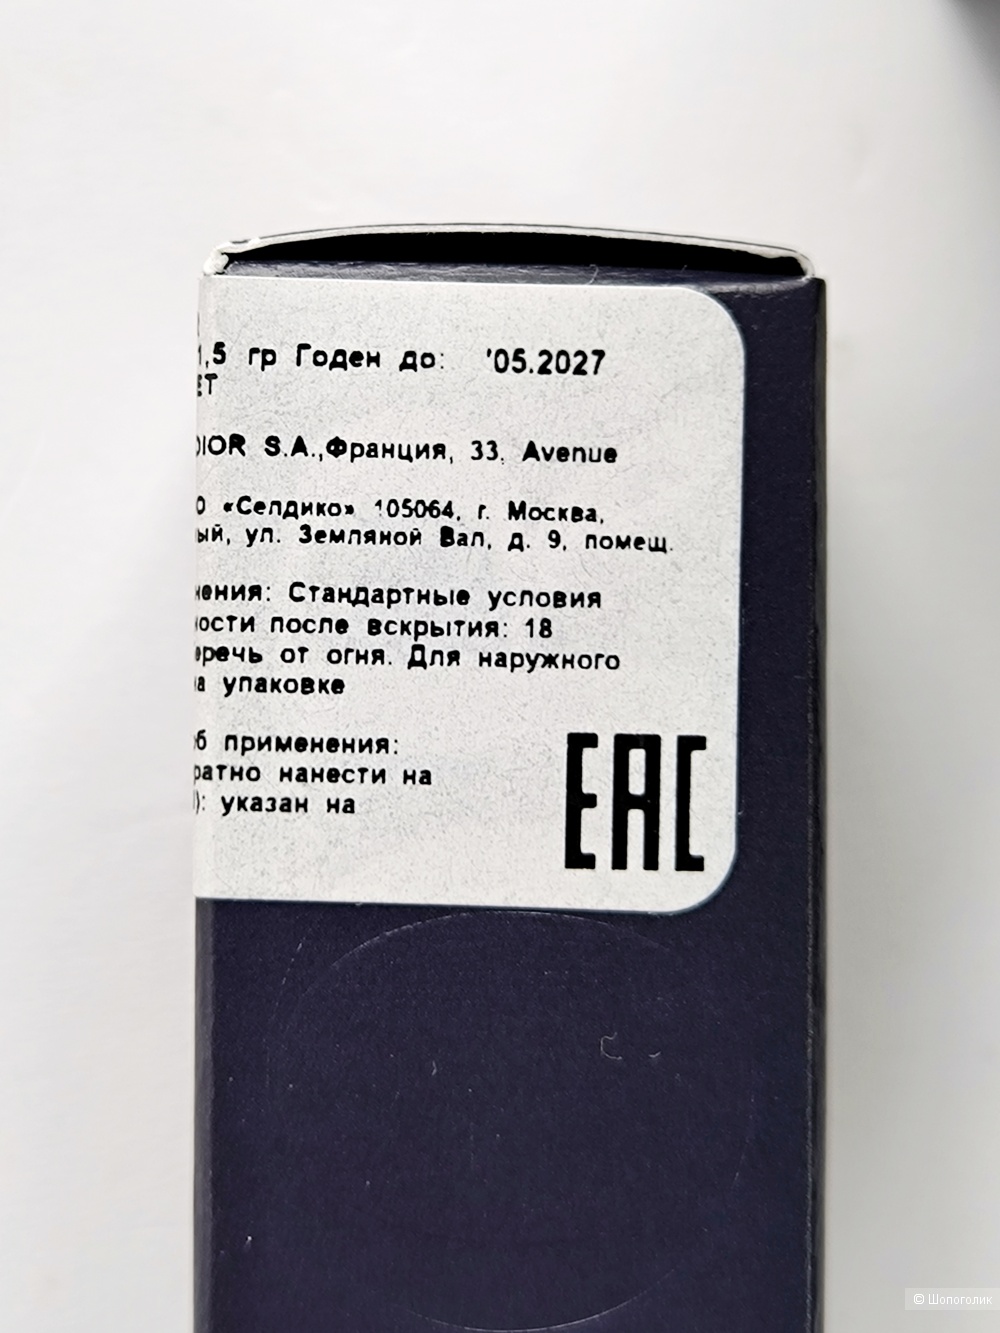 1,5 гр Годен до: '05.2027
ЕТ
DIOR S.A.,Франция, 33, Avenue
О «Селдико» 105064, г. Москва,
ый, ул. Земляной Вал, д. 9, помещ.
нения: Стандартные условия
ности после вскрытия: 18
еречь от огня. Для наружного
на упаковке
об применения:
ратно нанести на
): указан на
EAC
© Шопоголик